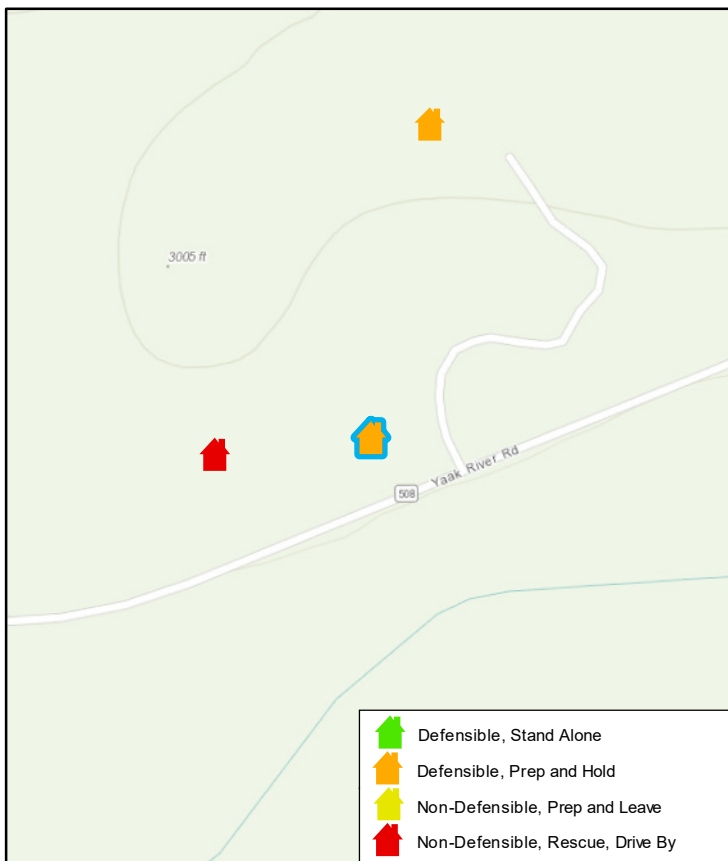 3005 ft
Yaak River Rd
508
Defensible, Stand Alone
Defensible, Prep and Hold
Non-Defensible, Prep and Leave
Non-Defensible, Rescue, Drive By